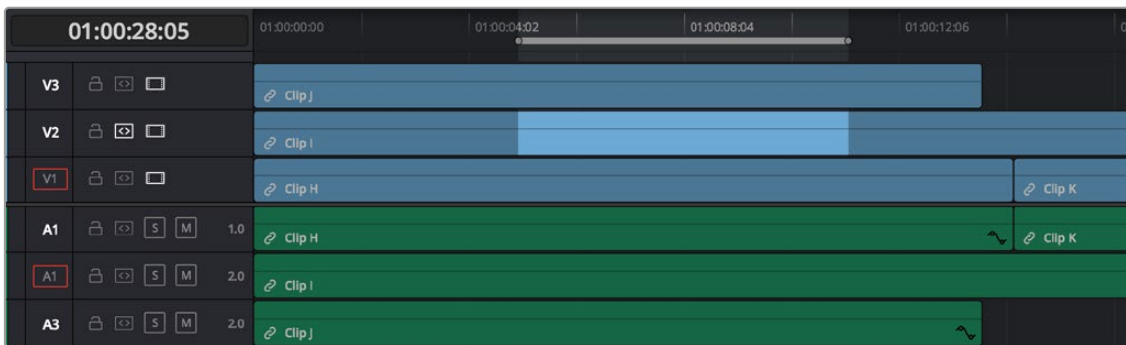 01:00:28:05 01:00:00:00 01:00:04:02 01:00:08:04 01:00:12:06
V3 Clip J
V2 Clip I
V1 Clip H Clip K
A1 S M 1.0 Clip H Clip K
A1 S M 2.0 Clip I
A3 S M 2.0 Clip J